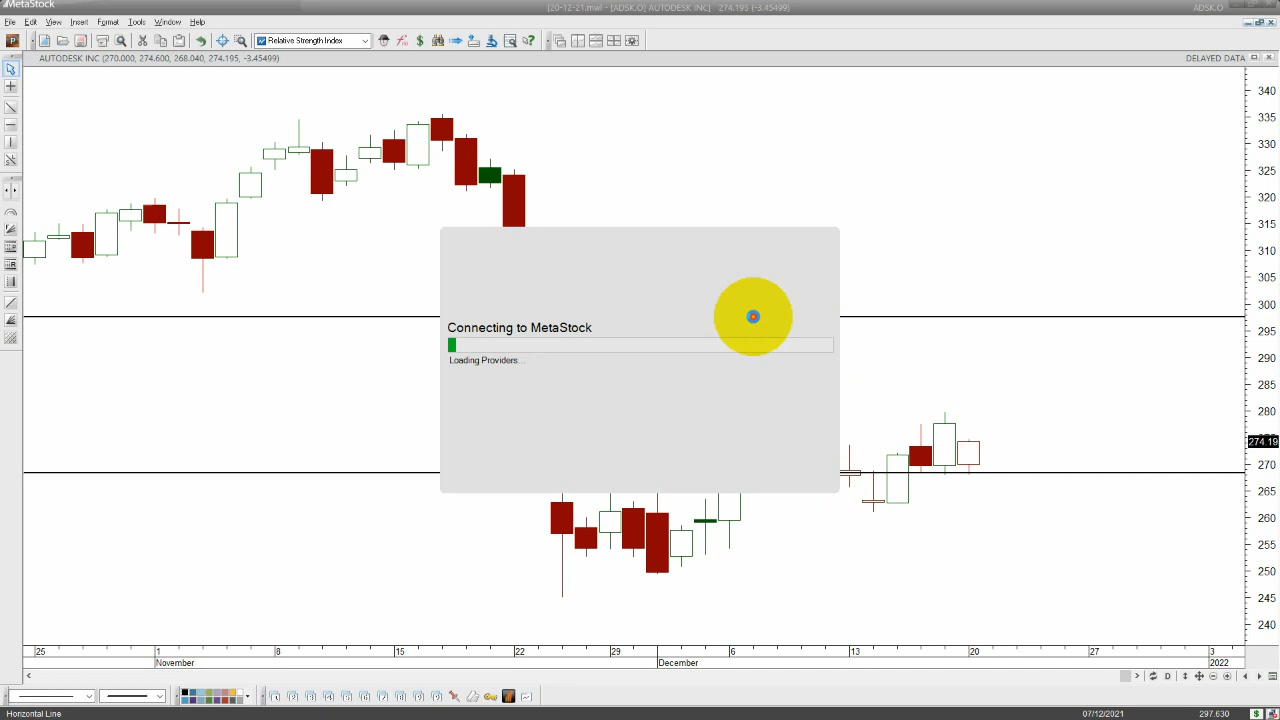 MetaStock
[20-12-21.mwl - [ADSK.O] AUTODESK INC] 274.195 (-3.45499)
ADSK.O
File Edit View Insert Format Tools Window Help
Relative Strength Index
AUTODESK INC (270.000, 274.600, 268.040, 274.195, -3.45499)
DELAYED DATA
340
335
330
325
320
315
310
305
300
295
290
285
280
274.19
270
265
260
255
250
245
240
Connecting to MetaStock
Loading Providers...
25 1 8 15 22 29 6 13 20 27 3
November December 2022
D
Horizontal Line
07/12/2021
297.630